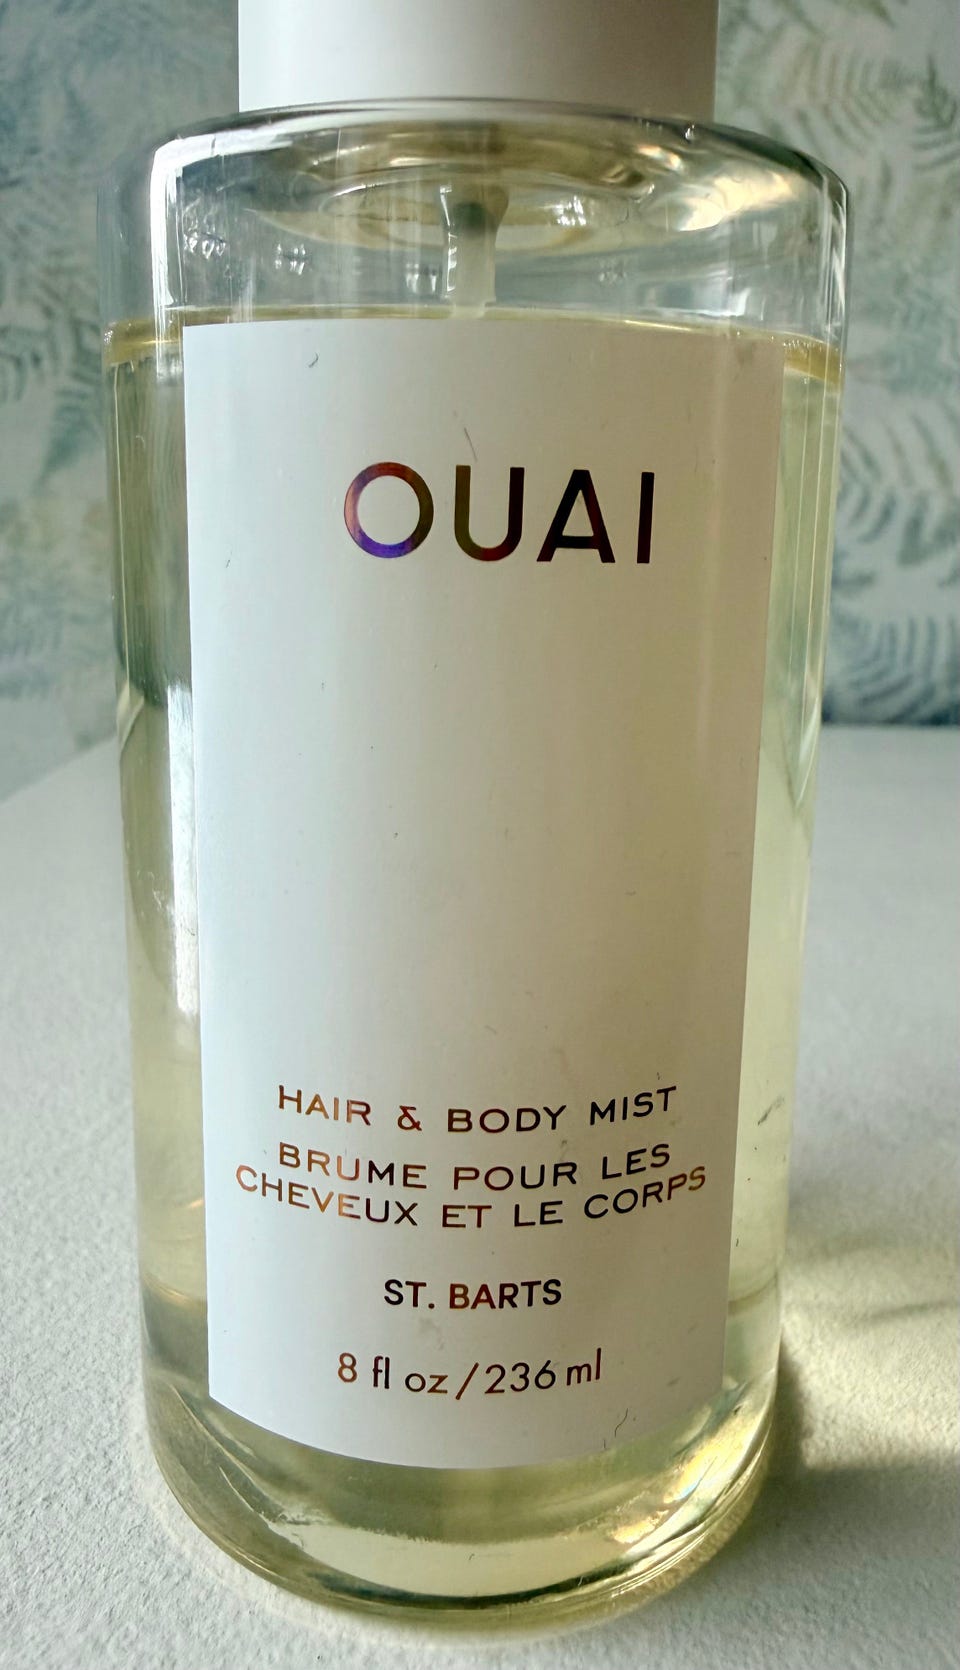 OUAI
HAIR & BODY MIST
BRUME POUR LES
CHEVEUX ET LE CORPS
ST. BARTS
8 fl oz / 236 ml